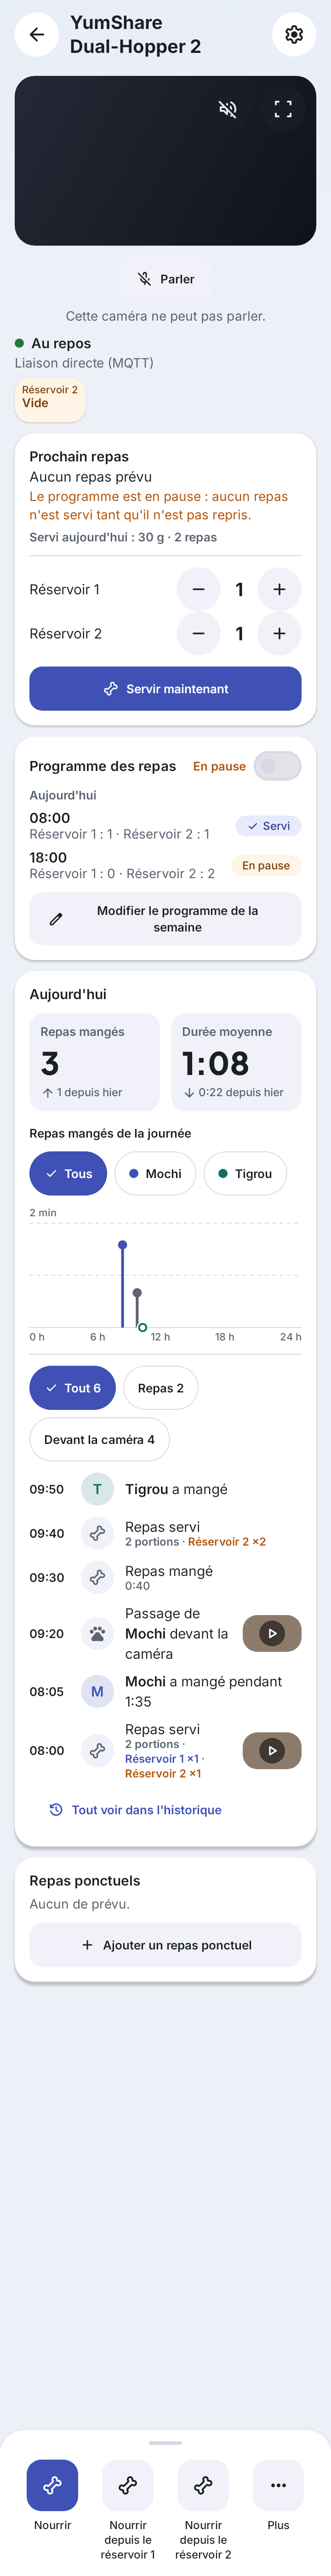 YumShare
Dual-Hopper 2
Parler
Cette caméra ne peut pas parler.
Au repos
Liaison directe (MQTT)
Réservoir 2
Vide
Prochain repas
Aucun repas prévu
Le programme est en pause : aucun repas
n'est servi tant qu'il n'est pas repris.
Servi aujourd'hui : 30 g · 2 repas
Réservoir 1
1
Réservoir 2
1
Servir maintenant
Programme des repas
En pause
Aujourd'hui
08:00
Réservoir 1 : 1 · Réservoir 2 : 1
Servi
18:00
Réservoir 1 : 0 · Réservoir 2 : 2
En pause
Modifier le programme de la
semaine
Aujourd'hui
Repas mangés
3
1 depuis hier
Durée moyenne
1:08
0:22 depuis hier
Repas mangés de la journée
Tous
Mochi
Tigrou
2 min
0 h
6 h
12 h
18 h
24 h
Tout 6
Repas 2
Devant la caméra 4
09:50
T
Tigrou a mangé
09:40
Repas servi
2 portions · Réservoir 2 ×2
09:30
Repas mangé
0:40
09:20
Passage de
Mochi devant la
caméra
08:05
M
Mochi a mangé pendant
1:35
08:00
Repas servi
2 portions ·
Réservoir 1 ×1 ·
Réservoir 2 ×1
Tout voir dans l'historique
Repas ponctuels
Aucun de prévu.
Ajouter un repas ponctuel
Nourrir
Nourrir
depuis le
réservoir 1
Nourrir
depuis le
réservoir 2
Plus